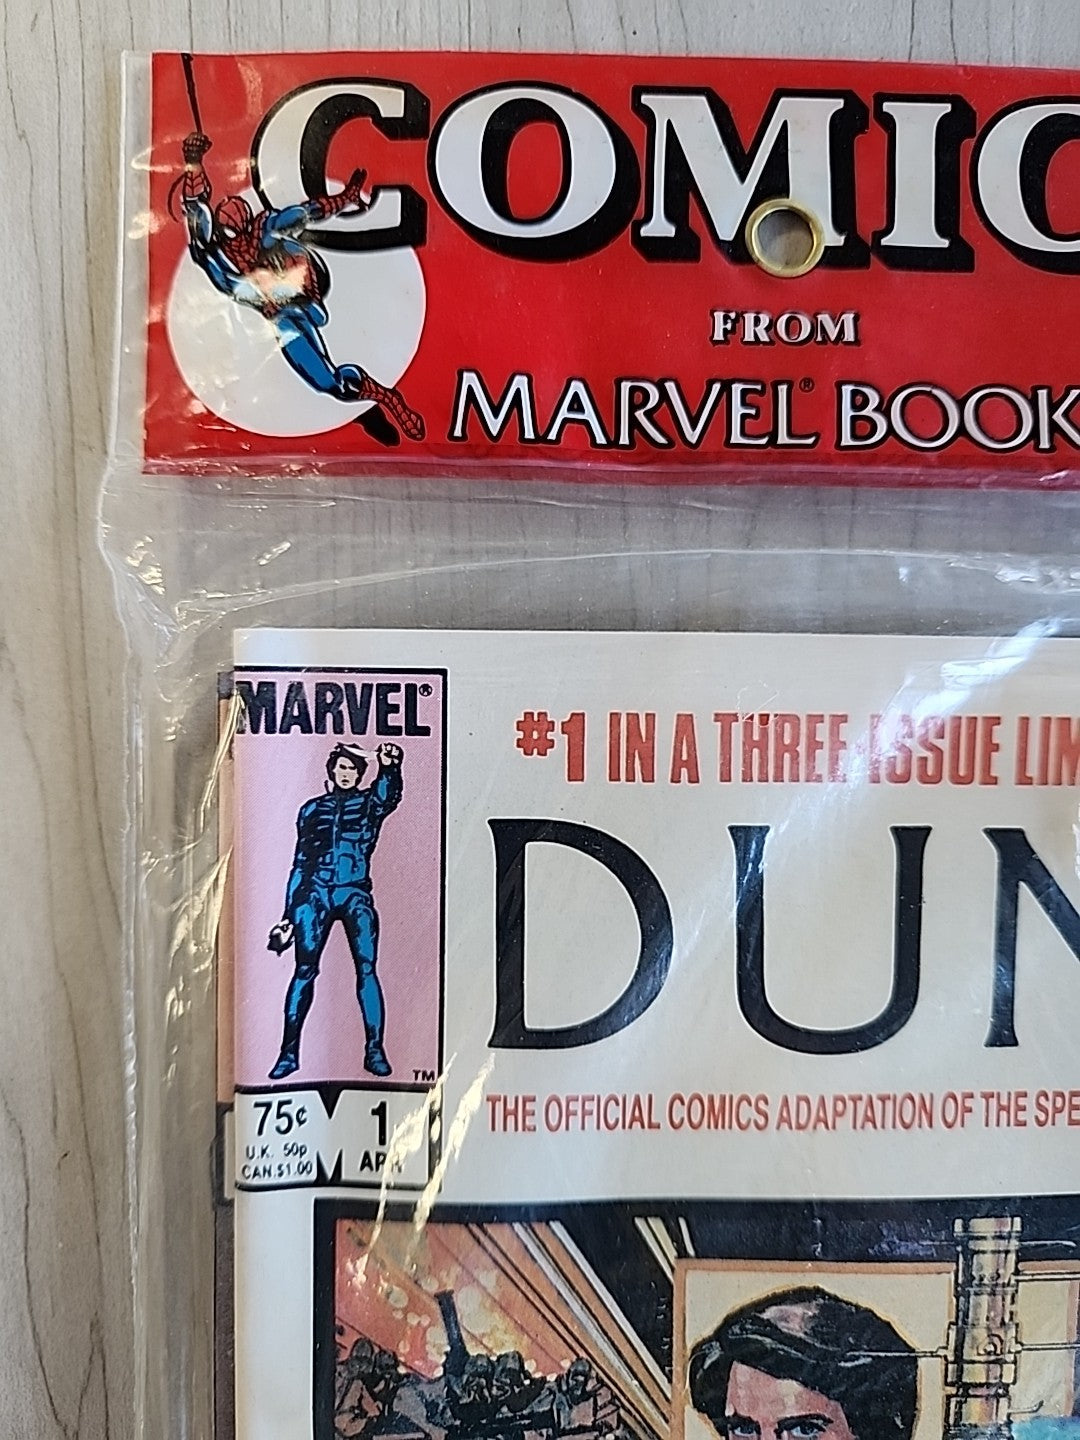 COMIC
FROM
MARVEL® BOOK
MARVEL®
#1 IN A THREE-ISSUE LIM
DUN
TM
75¢
1
U.K. 50p
CAN.$1.00
APR
THE OFFICIAL COMICS ADAPTATION OF THE SPE